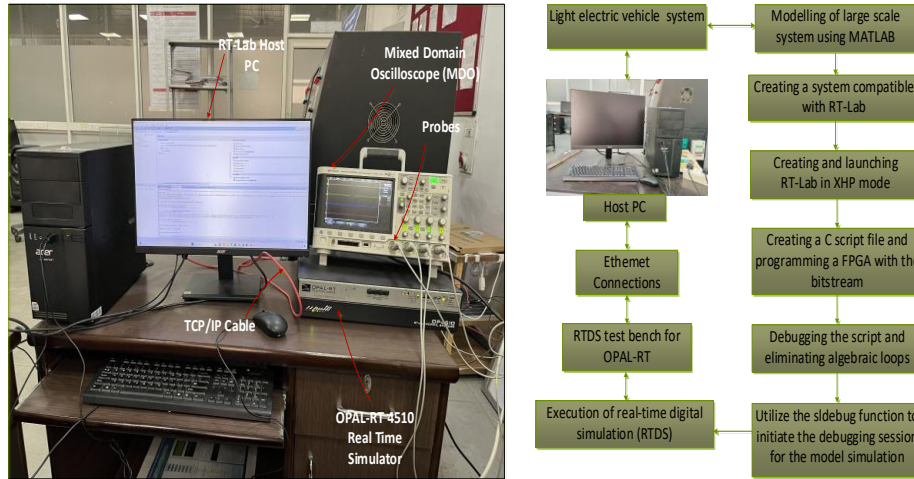 RT-Lab Host
PC
Mixed Domain
Oscilloscope (MDO)
Probes
acer
acer
OPAL-RT
TCP/IP Cable
OPAL-RT 4510
Real Time
Simulator
Light electric vehicle system
Modelling of large scale
system using MATLAB
Creating a system compatible
with RT-Lab
Creating and launching
RT-Lab in XHP mode
Host PC
Creating a C script file and
programming a FPGA with the
bitstream
Ethernet
Connections
RTDS test bench for
OPAL-RT
Debugging the script and
eliminating algebraic loops
Execution of real-time digital
simulation (RTDS)
Utilize the sldebug function to
initiate the debugging session
for the model simulation